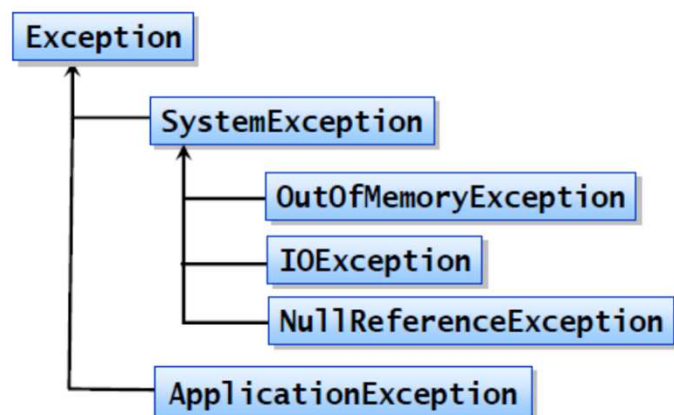 Exception
SystemException
OutOfMemoryException
IOException
NullReferenceException
ApplicationException